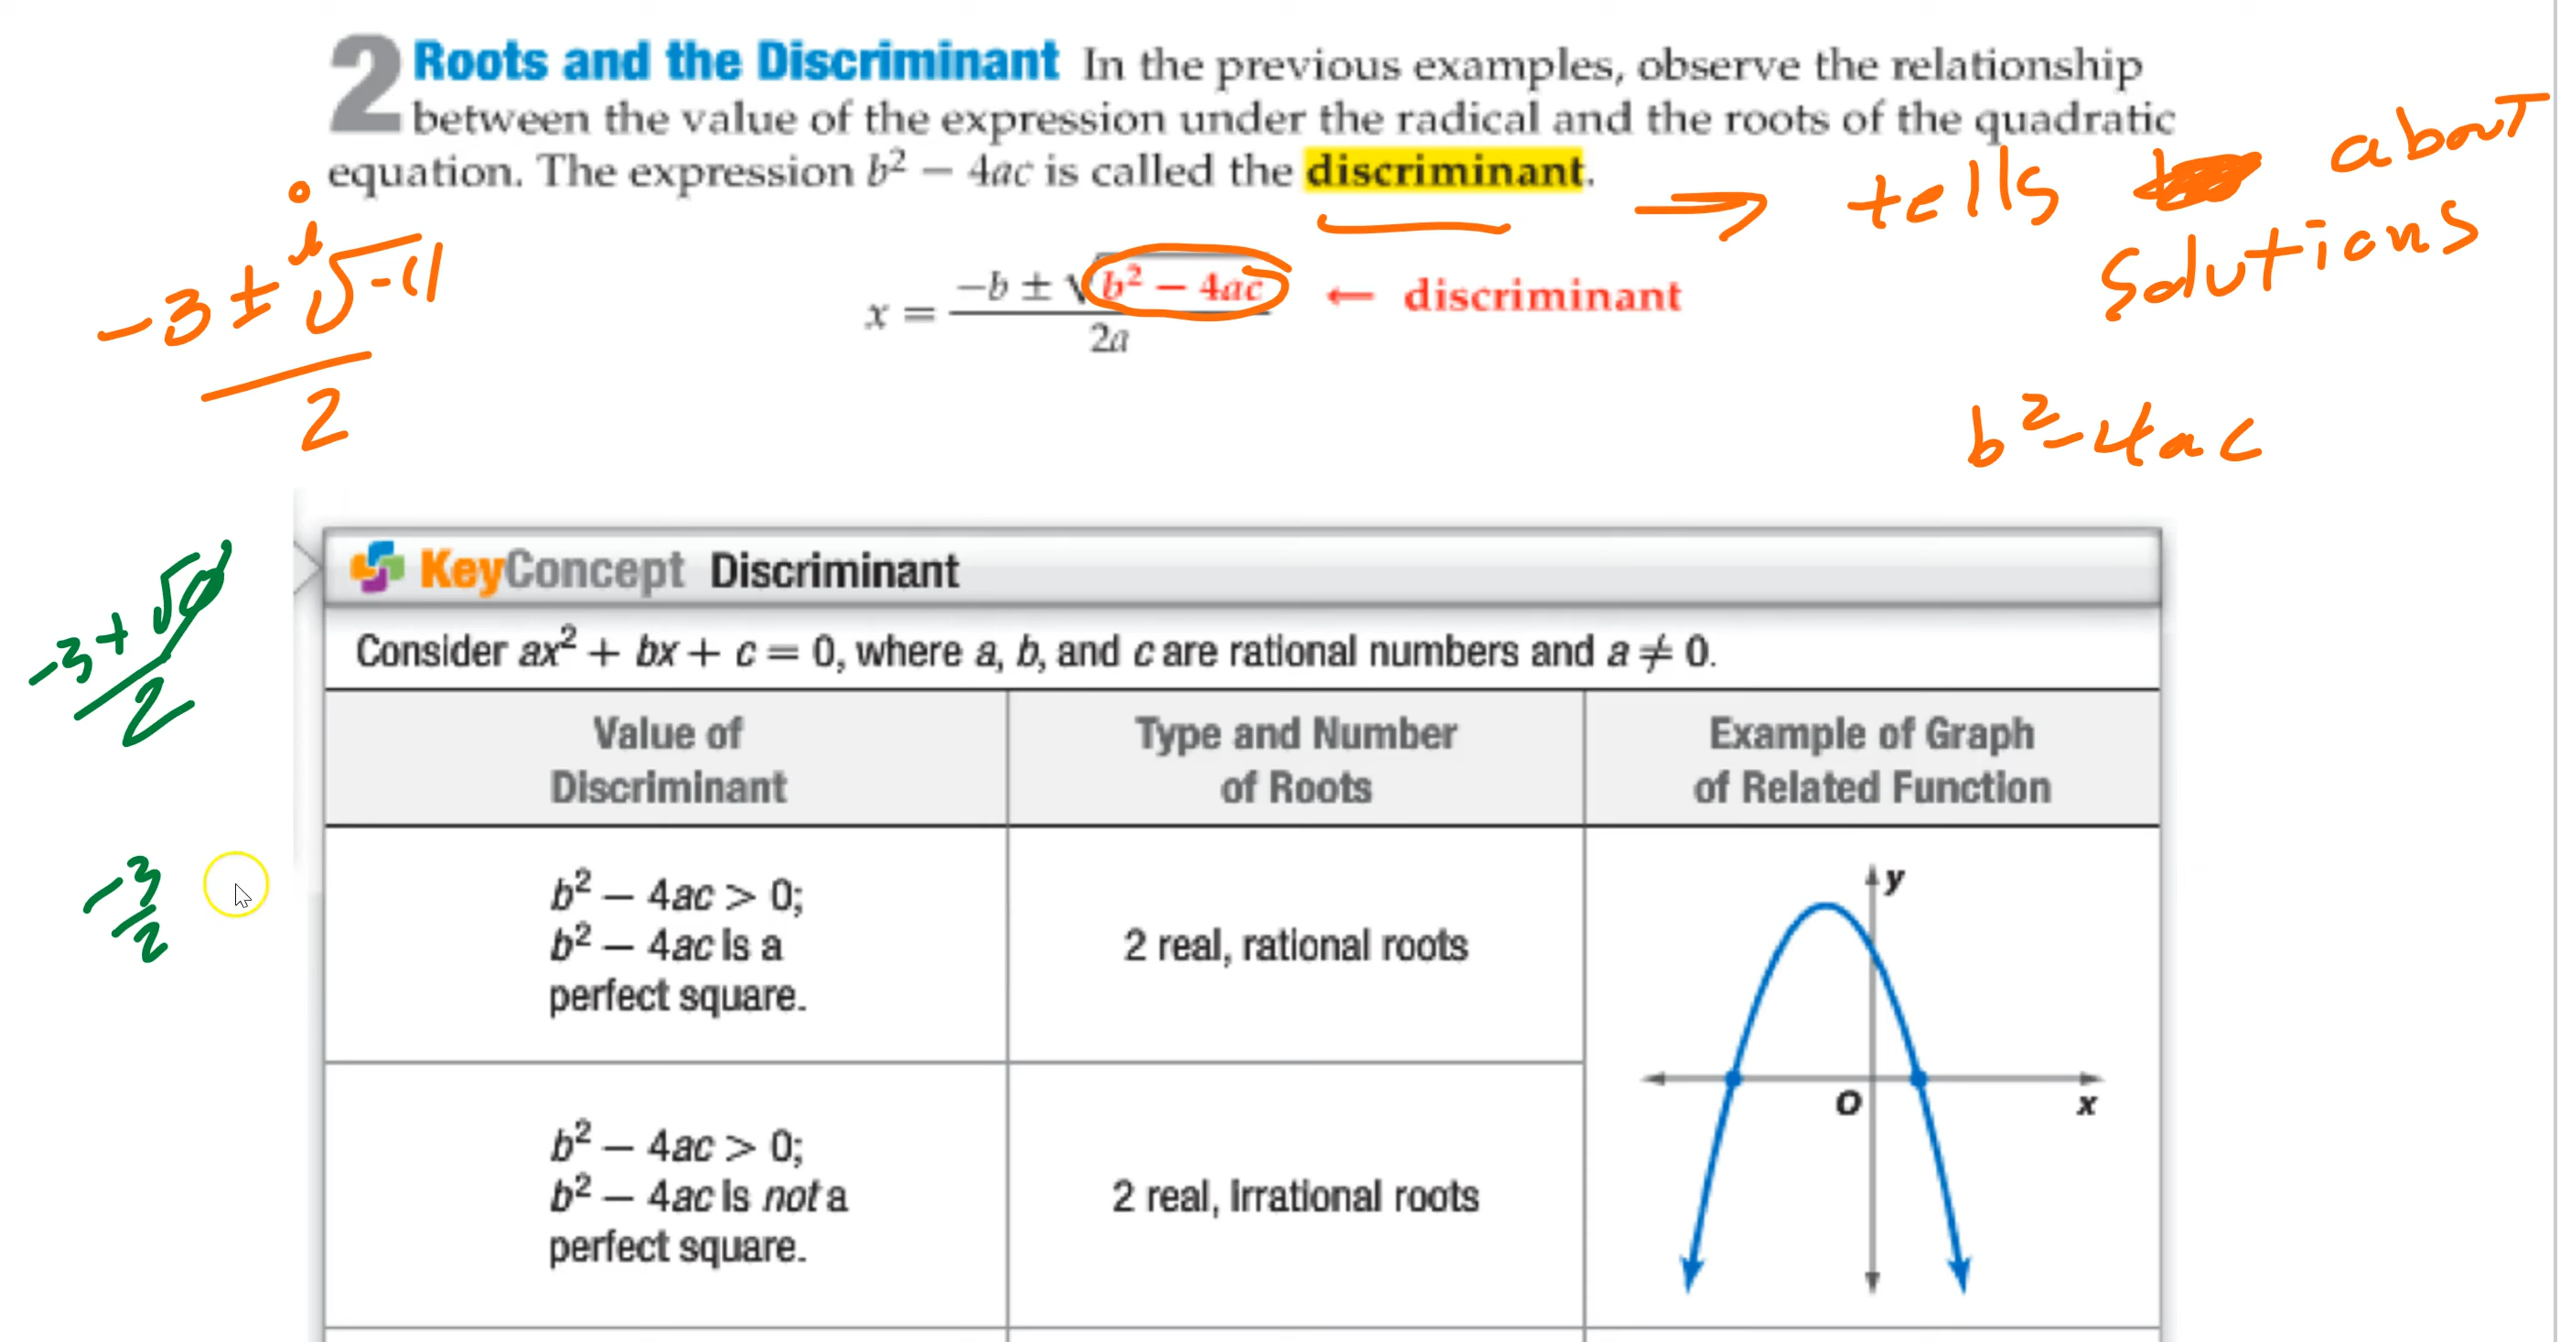 2 Roots and the Discriminant In the previous examples, observe the relationship
between the value of the expression under the radical and the roots of the quadratic
equation. The expression b² − 4ac is called the discriminant.
→ tells about
solutions
x = −b ± √b² − 4ac / 2a ← discriminant
−3 ± i√−11
2
b²−4ac
KeyConcept Discriminant
Consider ax² + bx + c = 0, where a, b, and c are rational numbers and a ≠ 0.
−3 + √0
2
Value of
Discriminant
Type and Number
of Roots
Example of Graph
of Related Function
−3
2
b² − 4ac > 0;
b² − 4ac is a
perfect square.
2 real, rational roots
y
O
x
b² − 4ac > 0;
b² − 4ac is not a
perfect square.
2 real, irrational roots